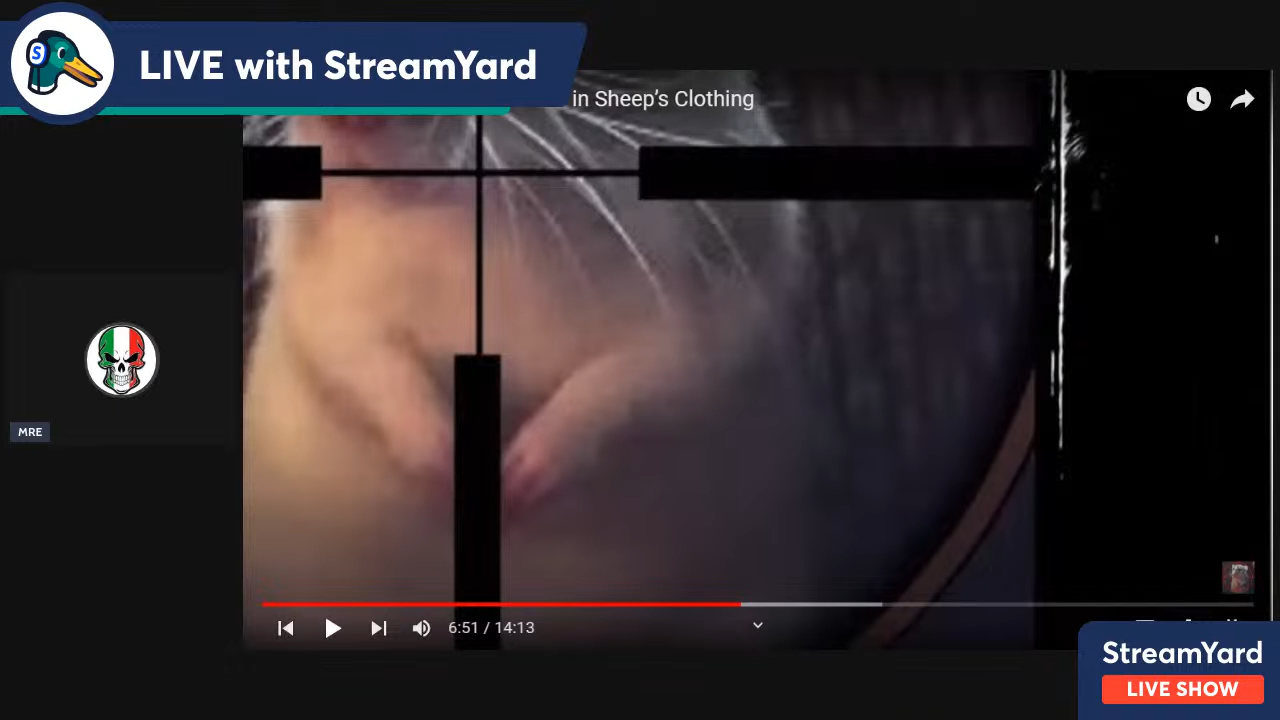 S
LIVE with StreamYard
in Sheep's Clothing
MRE
6:51 / 14:13
StreamYard
LIVE SHOW